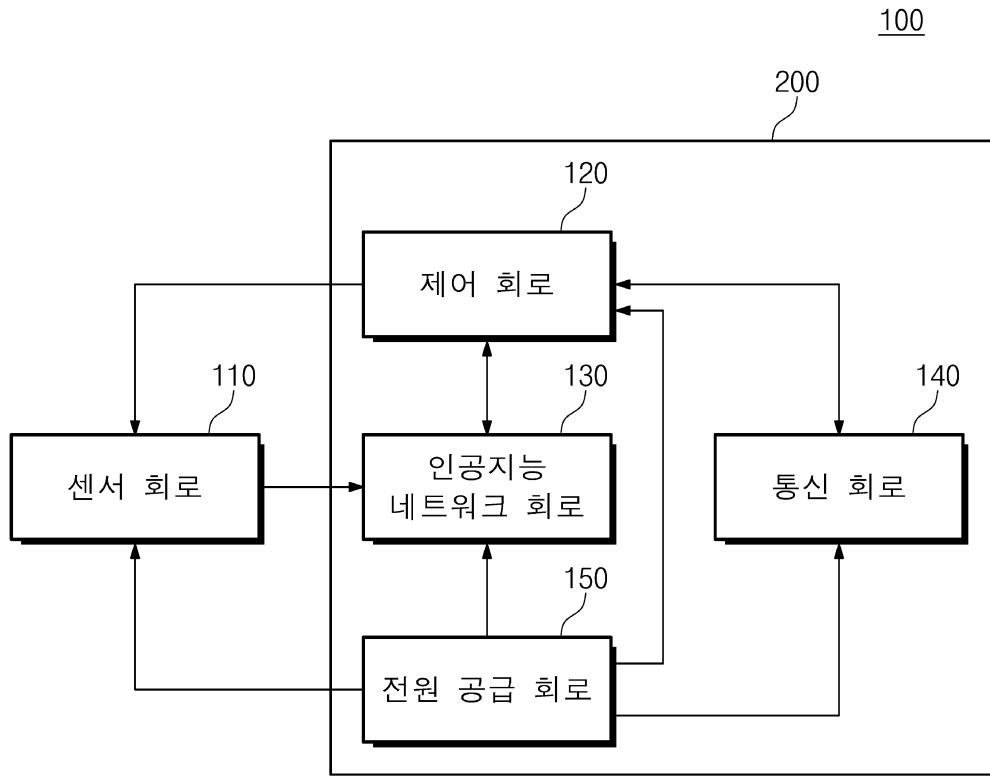 100
200
120
제어 회로
110
130
140
센서 회로
인공지능
네트워크 회로
통신 회로
150
전원 공급 회로